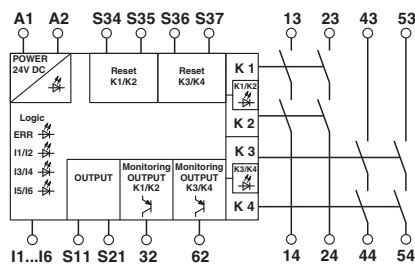 A1 A2 S34 S35 S36 S37 13 23 43 53
POWER
24V DC
Reset
K1/K2
Reset
K3/K4
K 1
K1/K2
K 2
Logic
ERR
I1/I2
I3/I4
I5/I6
OUTPUT
Monitoring
OUTPUT
K1/K2
Monitoring
OUTPUT
K3/K4
K 3
K3/K4
K 4
I1...I6 S11 S21 32 62 14 24 44 54